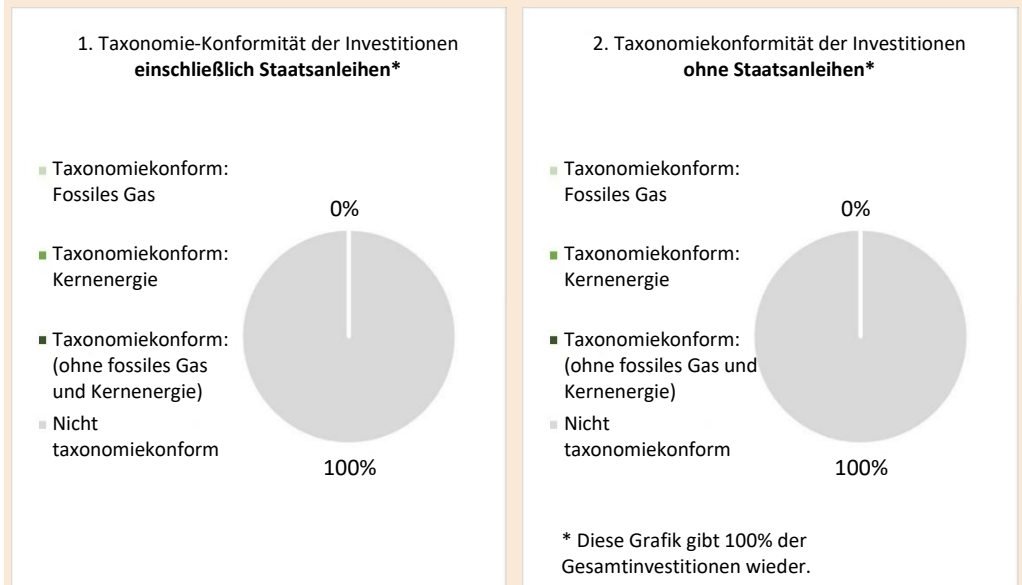 1. Taxonomie-Konformität der Investitionen
einschließlich Staatsanleihen*
Taxonomiekonform:
Fossiles Gas
Taxonomiekonform:
Kernenergie
Taxonomiekonform:
(ohne fossiles Gas
und Kernenergie)
Nicht
taxonomiekonform
0%
100%
2. Taxonomiekonformität der Investitionen
ohne Staatsanleihen*
Taxonomiekonform:
Fossiles Gas
Taxonomiekonform:
Kernenergie
Taxonomiekonform:
(ohne fossiles Gas und
Kernenergie)
Nicht
taxonomiekonform
0%
100%
* Diese Grafik gibt 100% der
Gesamtinvestitionen wieder.